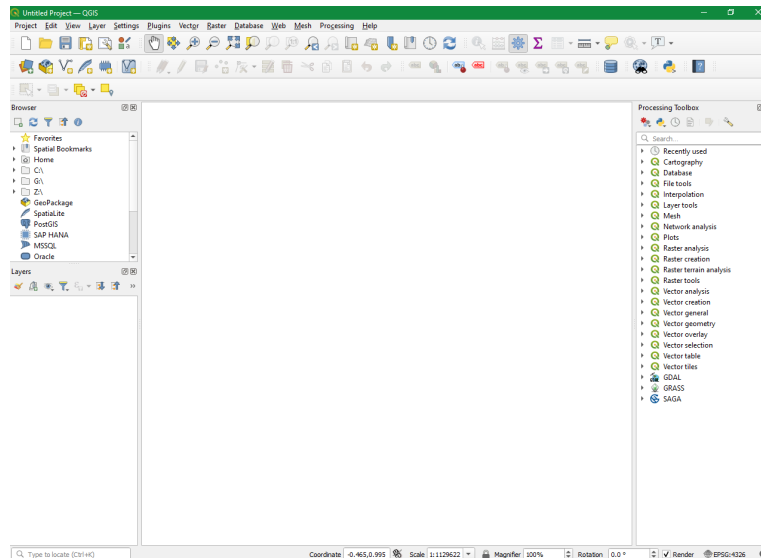 Untitled Project — QGIS
Project Edit View Layer Settings Plugins Vector Raster Database Web Mesh Processing Help
Browser
Favorites
Spatial Bookmarks
Home
C:\
G:\
Z:\
GeoPackage
SpatiaLite
PostGIS
SAP HANA
MSSQL
Oracle
Layers
Processing Toolbox
Search...
Recently used
Cartography
Database
File tools
Interpolation
Layer tools
Mesh
Network analysis
Plots
Raster analysis
Raster creation
Raster terrain analysis
Raster tools
Vector analysis
Vector creation
Vector general
Vector geometry
Vector overlay
Vector selection
Vector table
Vector tiles
GDAL
GRASS
SAGA
Type to locate (Ctrl+K) Coordinate -0.465,0.995 Scale 1:1129622 Magnifier 100% Rotation 0.0 ° Render EPSG:4326